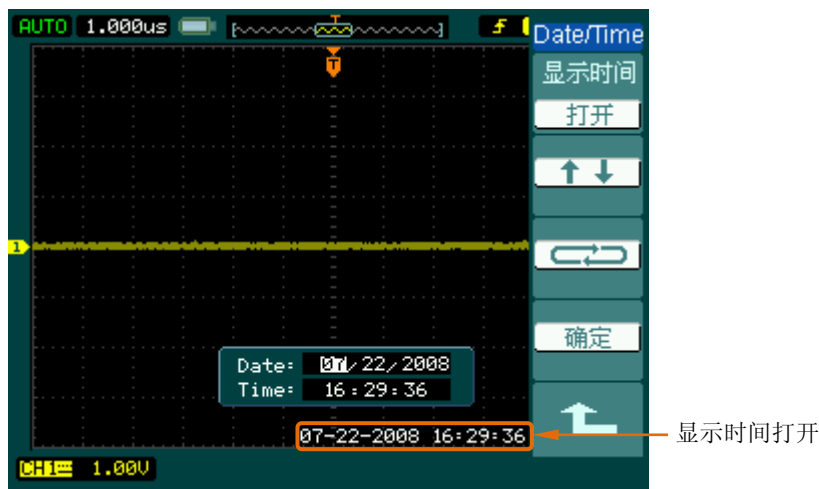 AUTO 1.000us
T
Date/Time
T
显示时间
打开
1
确定
Date: 07/22/2008
Time: 16:29:36
07-22-2008 16:29:36
显示时间打开
CH1 1.00V